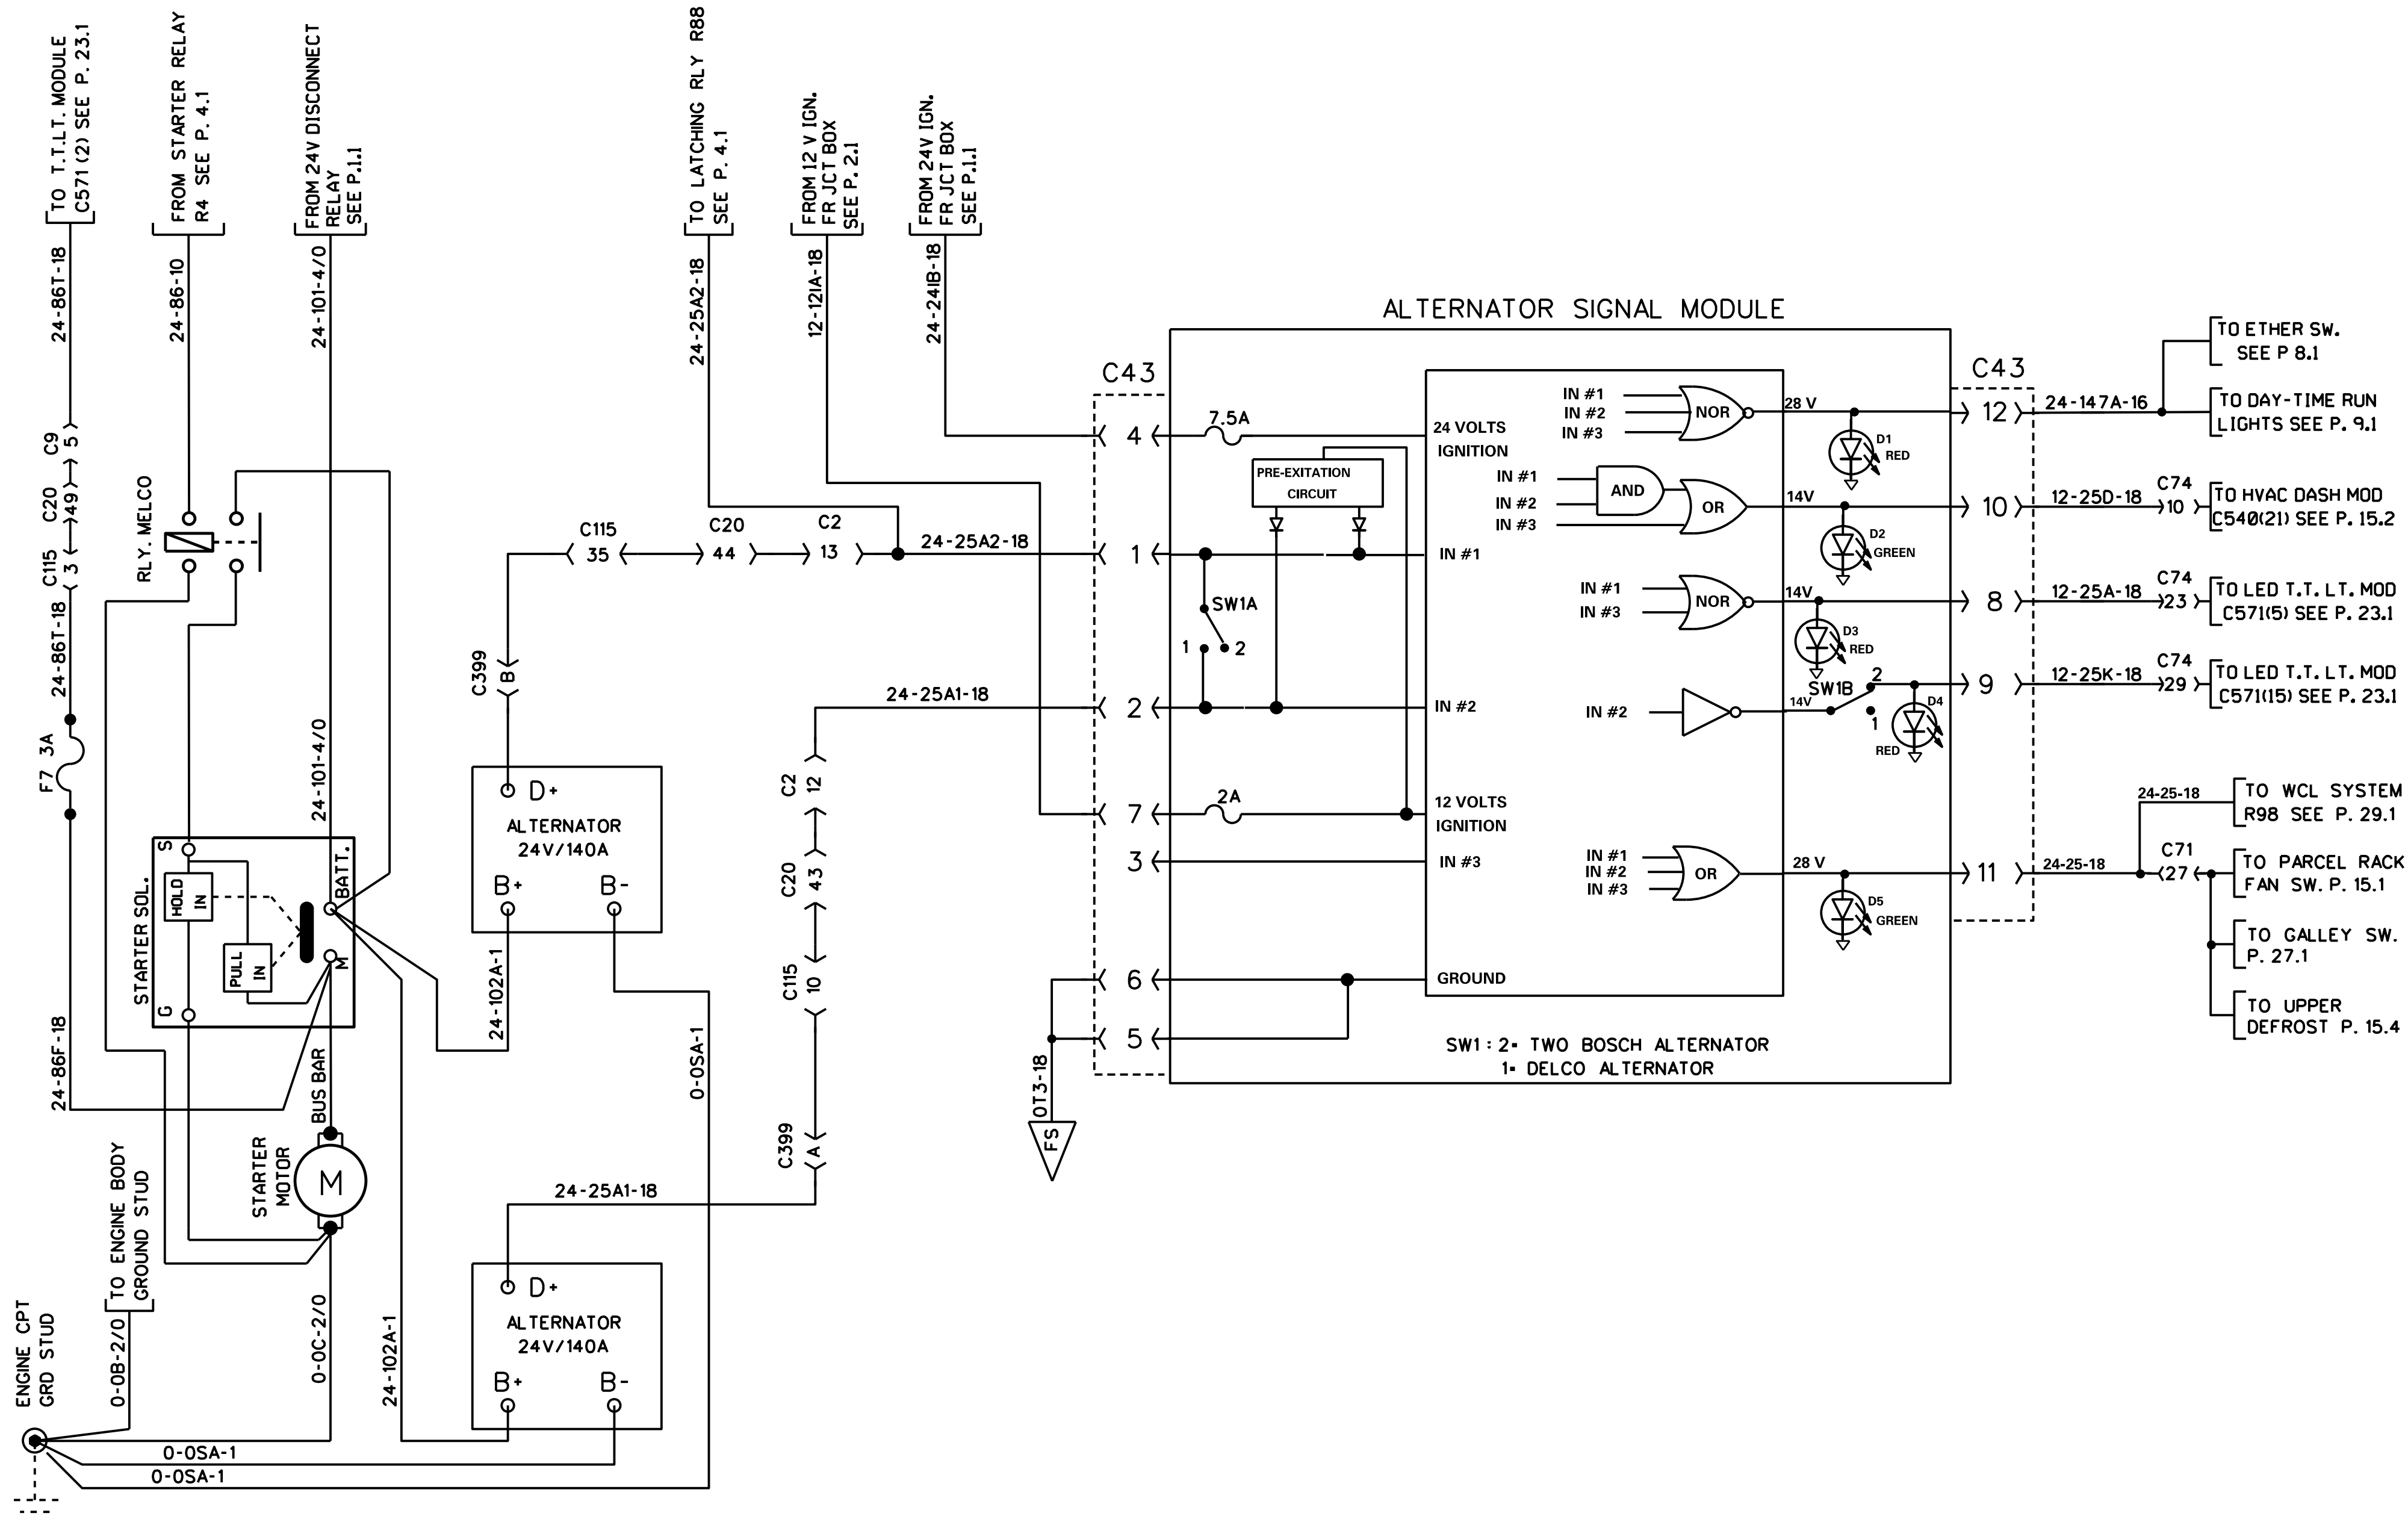 TO T.T.LT. MODULE
C571 (2) SEE P. 23.1
FROM STARTER RELAY
R4 SEE P. 4.1
FROM 24V DISCONNECT
RELAY
SEE P.1.1
TO LATCHING RLY R88
SEE P. 4.1
FROM 12 V IGN.
FR JCT BOX
SEE P. 2.1
FROM 24V IGN.
FR JCT BOX
SEE P.1.1
24-86T-18
24-86-10
24-101-4/0
24-25A2-18
12-12IA-18
24-24IB-18
C9
5
C20
49
C115
3
24-86T-18
F7 3A
24-86F-18
RLY. MELCO
24-101-4/0
STARTER SOL.
S
HOLD
IN
PULL
IN
G
BATT.
M
BUS BAR
STARTER
MOTOR
M
TO ENGINE BODY
GROUND STUD
ENGINE CPT
GRD STUD
0-0B-2/0
0-0C-2/0
24-102A-1
0-0SA-1
0-0SA-1
C115
35
C20
44
C2
13
24-25A2-18
C399
B
D+
ALTERNATOR
24V/140A
B+
B-
24-102A-1
0-0SA-1
24-25A1-18
C2
12
C20
43
C115
10
C399
A
24-25A1-18
D+
ALTERNATOR
24V/140A
B+
B-
0T3-18
FS
ALTERNATOR SIGNAL MODULE
C43
4
1
2
7
3
6
5
7.5A
24 VOLTS
IGNITION
PRE-EXITATION
CIRCUIT
IN #1
SW1A
1
2
IN #2
2A
12 VOLTS
IGNITION
IN #3
GROUND
IN #1
IN #2
IN #3
NOR
28 V
D1
RED
IN #1
IN #2
IN #3
AND
OR
14V
D2
GREEN
IN #1
IN #3
NOR
14V
D3
RED
IN #2
14V
SW1B
2
1
D4
RED
IN #1
IN #2
IN #3
OR
28 V
D5
GREEN
SW1 : 2= TWO BOSCH ALTERNATOR
1= DELCO ALTERNATOR
C43
12
10
8
9
11
24-147A-16
TO ETHER SW.
SEE P 8.1
TO DAY-TIME RUN
LIGHTS SEE P. 9.1
12-25D-18
C74
10
TO HVAC DASH MOD
C540(21) SEE P. 15.2
12-25A-18
C74
23
TO LED T.T. LT. MOD
C571(5) SEE P. 23.1
12-25K-18
C74
29
TO LED T.T. LT. MOD
C571(15) SEE P. 23.1
24-25-18
TO WCL SYSTEM
R98 SEE P. 29.1
24-25-18
C71
27
TO PARCEL RACK
FAN SW. P. 15.1
TO GALLEY SW.
P. 27.1
TO UPPER
DEFROST P. 15.4